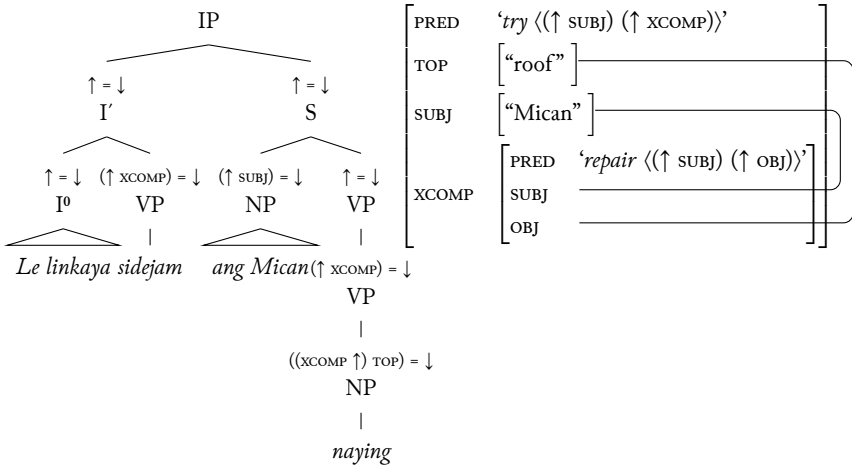 IP
↑ = ↓ ↑ = ↓
I′ S
↑ = ↓ (↑ XCOMP) = ↓ (↑ SUBJ) = ↓ ↑ = ↓
I⁰ VP NP VP
Le linkaya sidejam ang Mican (↑ XCOMP) = ↓
VP
((XCOMP ↑) TOP) = ↓
NP
naying
PRED ‘try ⟨(↑ SUBJ) (↑ XCOMP)⟩’
TOP [“roof”]
SUBJ [“Mican”]
XCOMP
PRED ‘repair ⟨(↑ SUBJ) (↑ OBJ)⟩’
SUBJ
OBJ